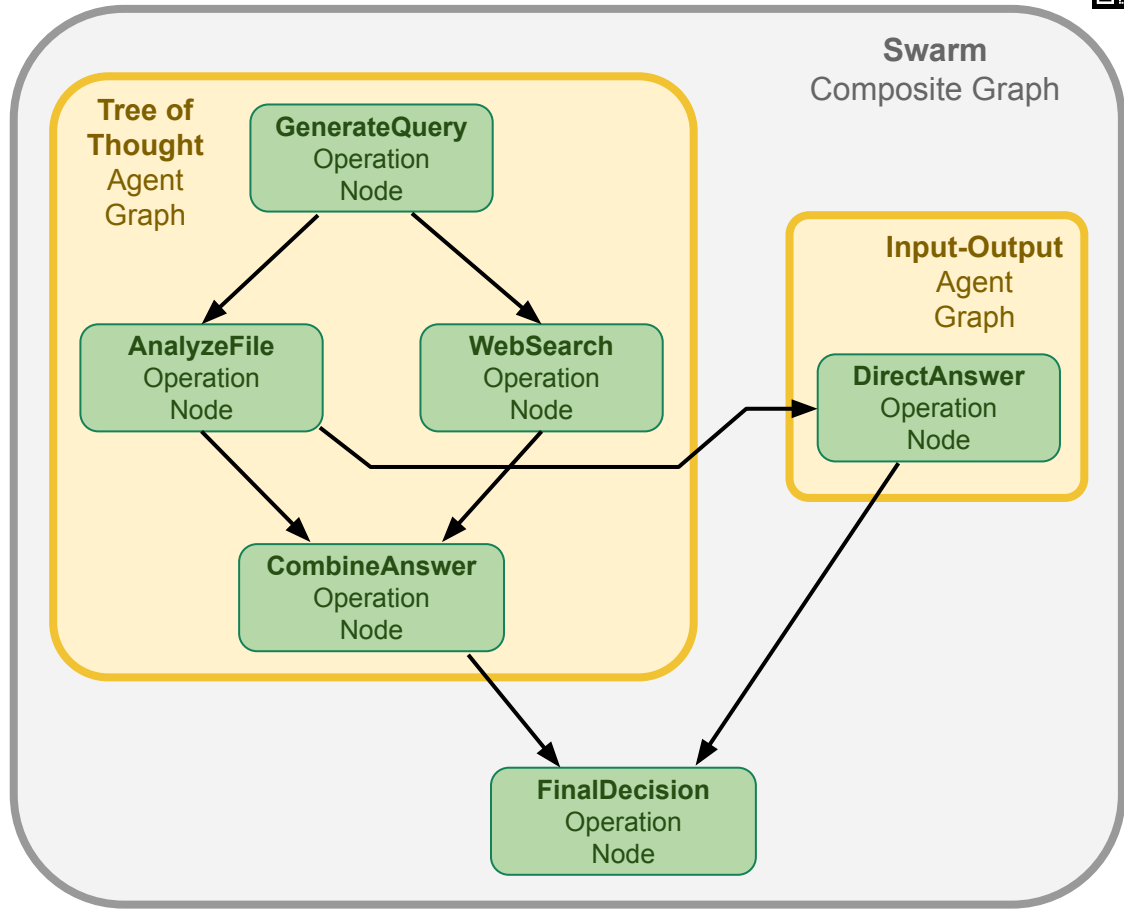 Swarm
Composite Graph
Tree of
Thought
Agent
Graph
GenerateQuery
Operation
Node
Input-Output
Agent
Graph
AnalyzeFile
Operation
Node
WebSearch
Operation
Node
DirectAnswer
Operation
Node
CombineAnswer
Operation
Node
FinalDecision
Operation
Node